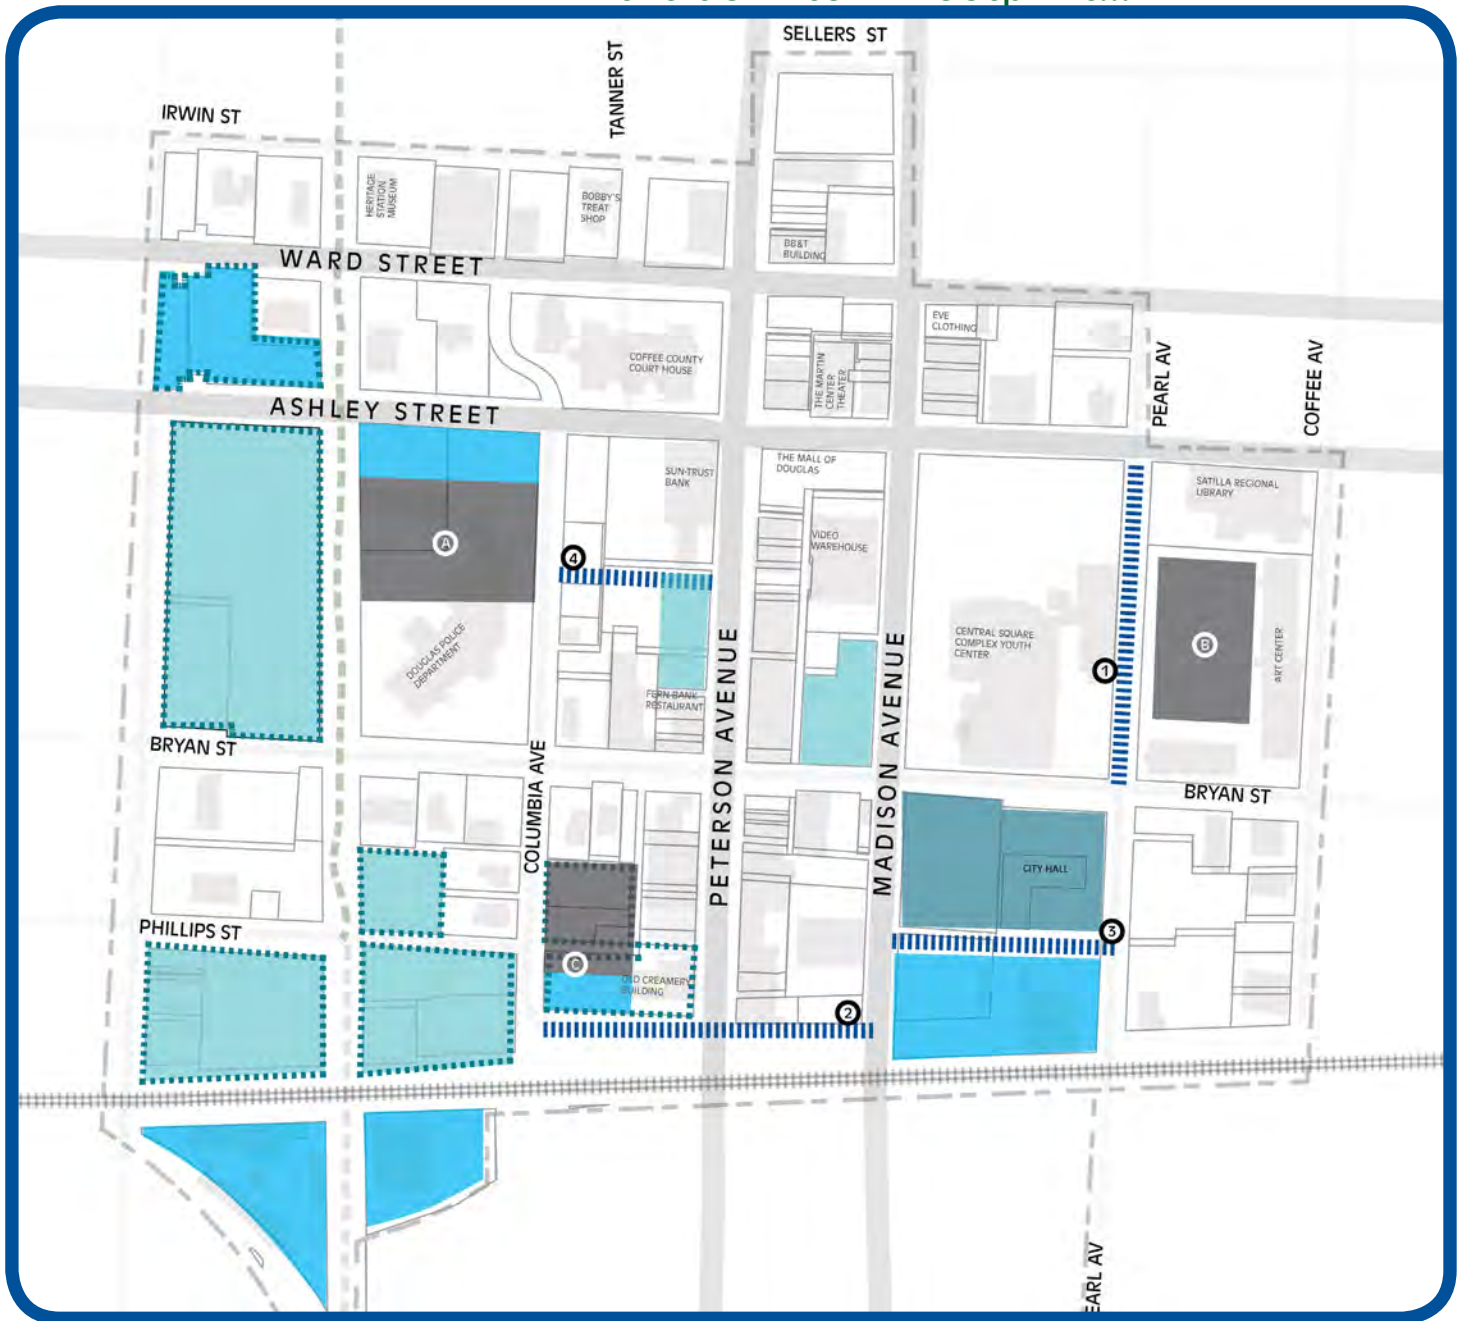 SELLERS ST
TANNER ST
IRWIN ST
HERITAGE
STATION
MUSEUM
BOBBY'S
TREAT
SHOP
BB&T
BUILDING
WARD STREET
EVE
CLOTHING
COFFEE COUNTY
COURT HOUSE
THE MARTIN
CENTER
THEATER
PEARL AV
COFFEE AV
ASHLEY STREET
SUN-TRUST
BANK
THE MALL OF
DOUGLAS
SATILLA REGIONAL
LIBRARY
A
4
VIDEO
WAREHOUSE
DOUGLAS POLICE
DEPARTMENT
CENTRAL SQUARE
COMPLEX YOUTH
CENTER
1
B
ART CENTER
FERN BANK
RESTAURANT
PETERSON AVENUE
MADISON AVENUE
BRYAN ST
COLUMBIA AVE
BRYAN ST
CITY HALL
PHILLIPS ST
3
C
OLD CREAMERY
BUILDING
2
EARL AV